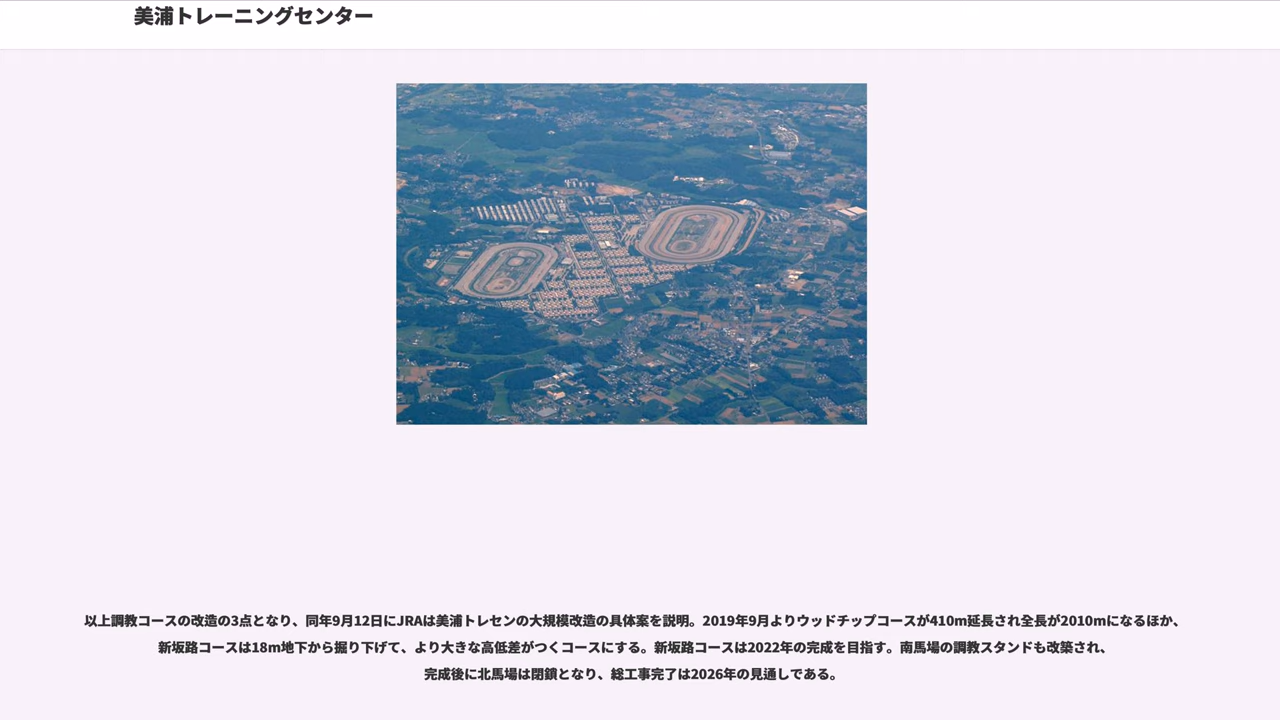 美浦トレーニングセンター
以上調教コースの改造の3点となり、同年9月12日にJRAは美浦トレセンの大規模改造の具体案を説明。2019年9月よりウッドチップコースが410m延長され全長が2010mになるほか、
新坂路コースは18m地下から掘り下げて、より大きな高低差がつくコースにする。新坂路コースは2022年の完成を目指す。南馬場の調教スタンドも改築され、
完成後に北馬場は閉鎖となり、総工事完了は2026年の見通しである。